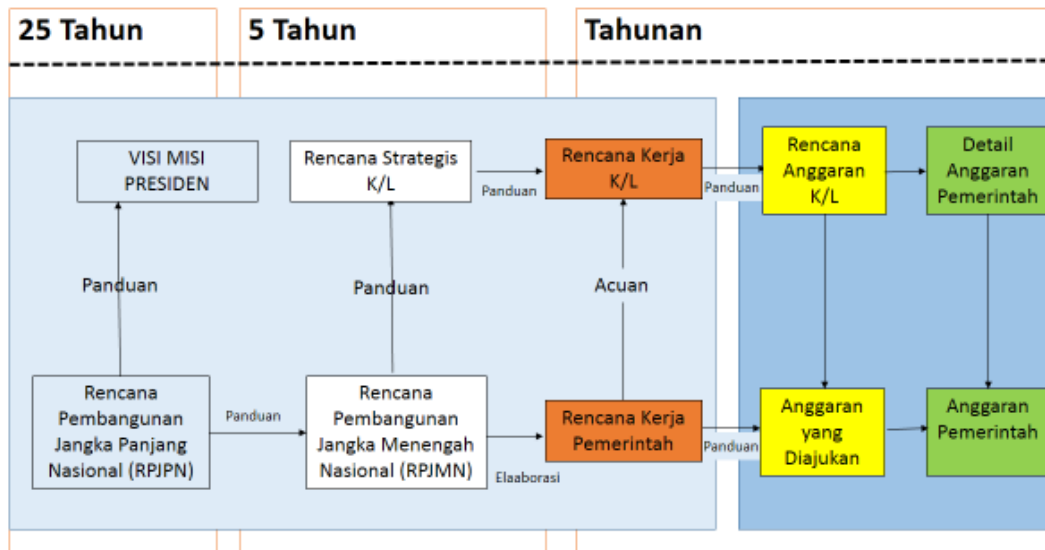 25 Tahun
5 Tahun
Tahunan
VISI MISI
PRESIDEN
Rencana Strategis
K/L
Panduan
Rencana Kerja
K/L
Panduan
Rencana
Anggaran
K/L
Detail
Anggaran
Pemerintah
Panduan
Panduan
Acuan
Rencana
Pembangunan
Jangka Panjang
Nasional (RPJPN)
Panduan
Rencana
Pembangunan
Jangka Menengah
Nasional (RPJMN)
Elaaborasi
Rencana Kerja
Pemerintah
Panduan
Anggaran
yang
Diajukan
Anggaran
Pemerintah